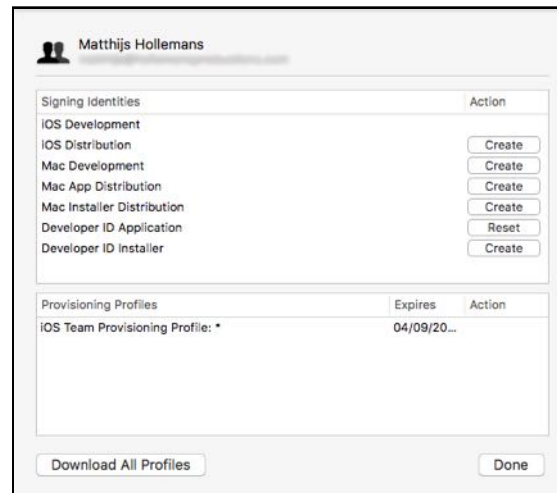 Matthijs Hollemans
Signing Identities Action
iOS Development
iOS Distribution Create
Mac Development Create
Mac App Distribution Create
Mac Installer Distribution Create
Developer ID Application Reset
Developer ID Installer Create
Provisioning Profiles Expires Action
iOS Team Provisioning Profile: * 04/09/20...
Download All Profiles Done